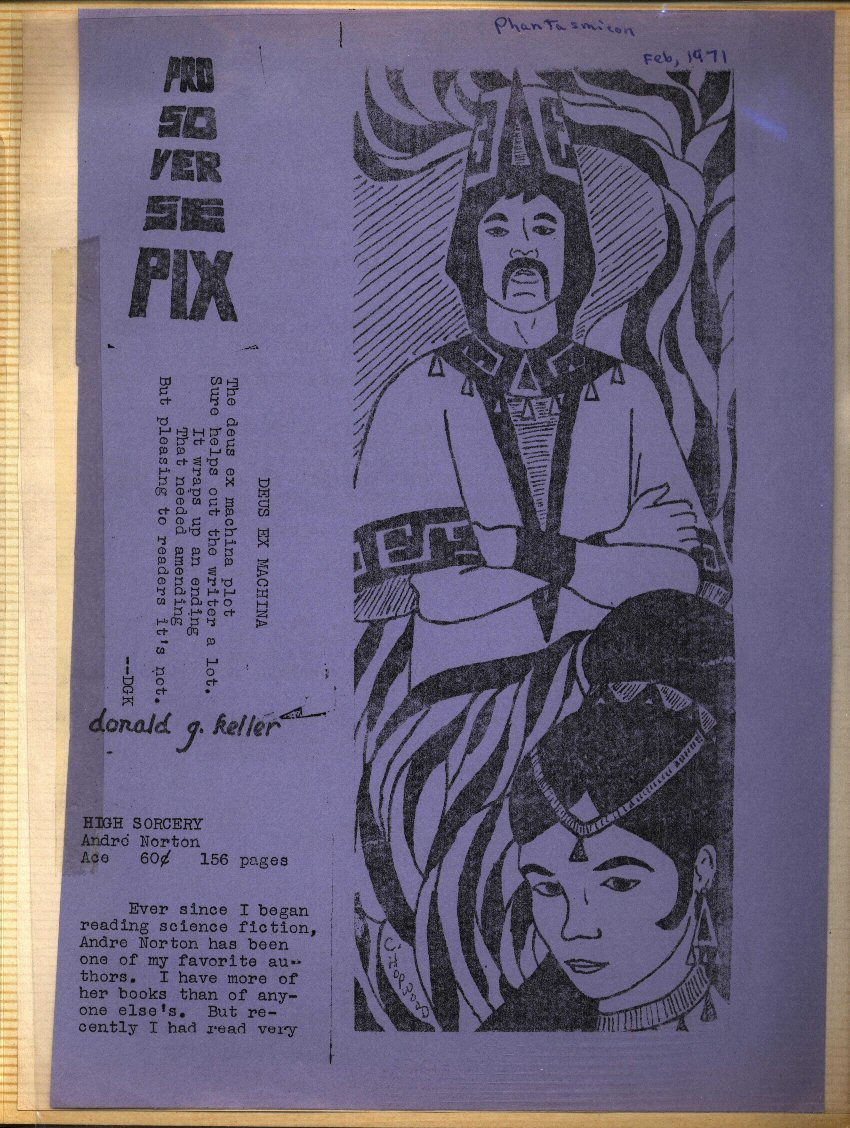 Phantasmicon
Feb, 1971
PRO
SO
VER
SE
PIX
DEUS EX MACHINA
The deus ex machina plot
Sure helps out the writer a lot.
It wraps up an ending
That needed amending
But pleasing to readers it's not.
--DGK
donald g. keller
HIGH SORCERY
André Norton
Ace 60¢ 156 pages
Ever since I began
reading science fiction,
Andre Norton has been
one of my favorite au-
thors. I have more of
her books than of any-
one else's. But re-
cently I had read very